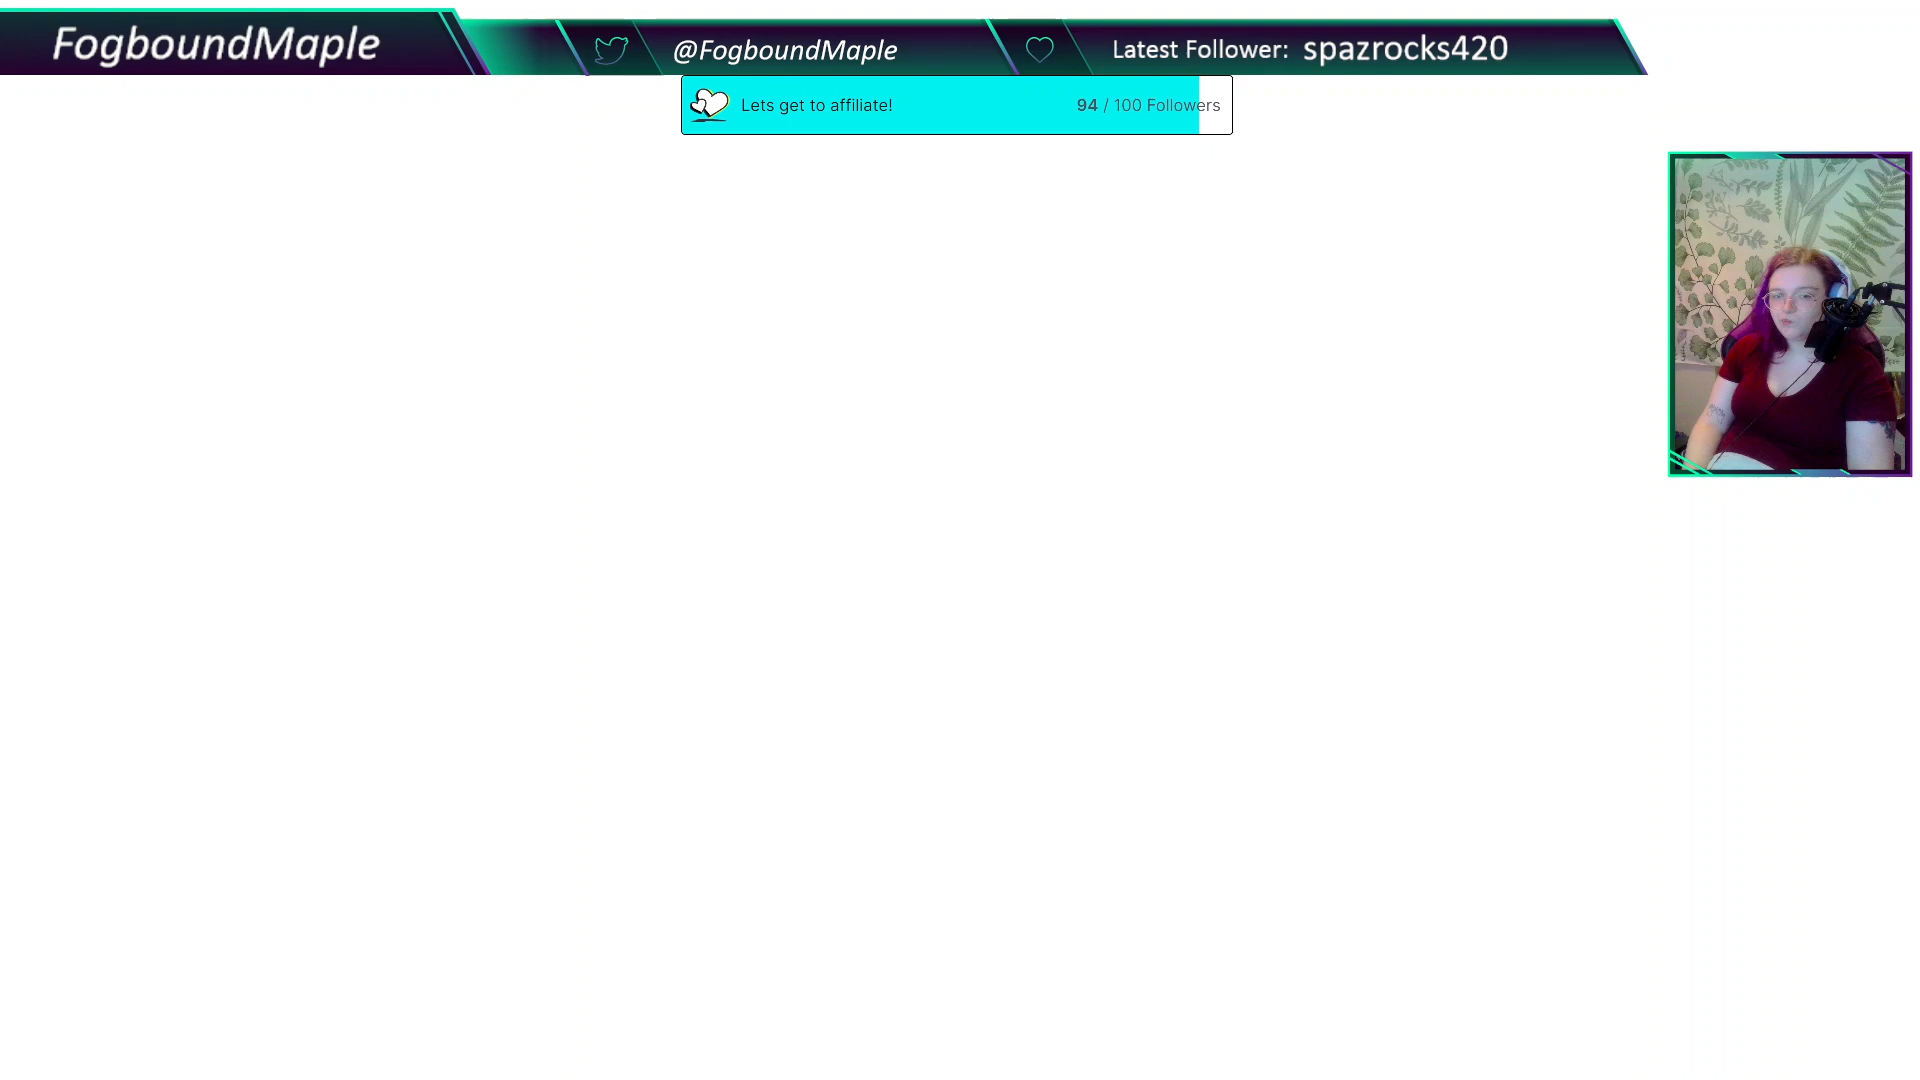 FogboundMaple
@FogboundMaple
Latest Follower: spazrocks420
Lets get to affiliate!
94 / 100 Followers